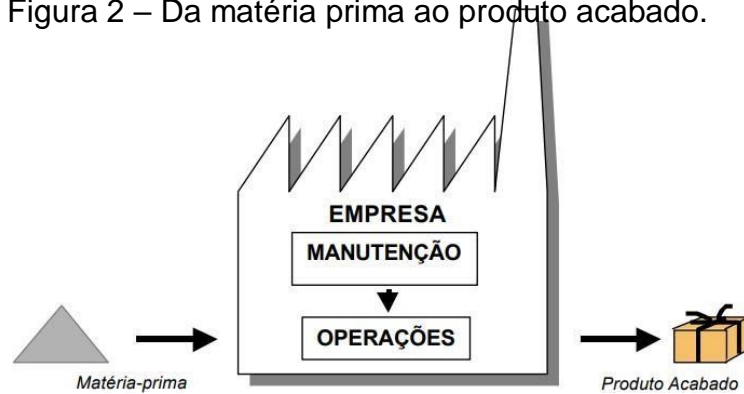 Figura 2 – Da matéria prima ao produto acabado.
EMPRESA
MANUTENÇÃO
OPERAÇÕES
Matéria-prima
Produto Acabado